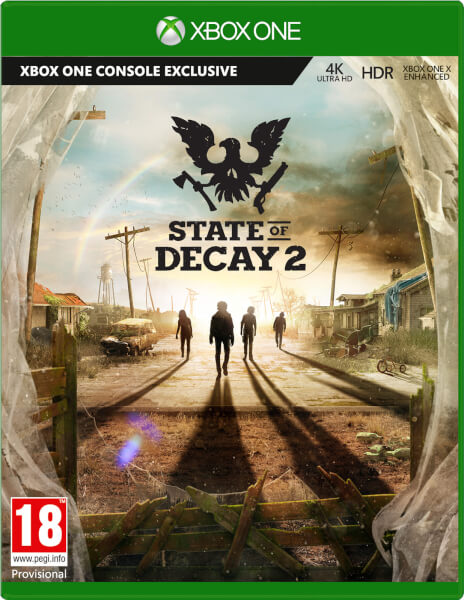 XBOX ONE
XBOX ONE CONSOLE EXCLUSIVE
4K
ULTRA HD
HDR
XBOX ONE X
ENHANCED
STATE OF
DECAY 2
18
TM
www.pegi.info
Provisional